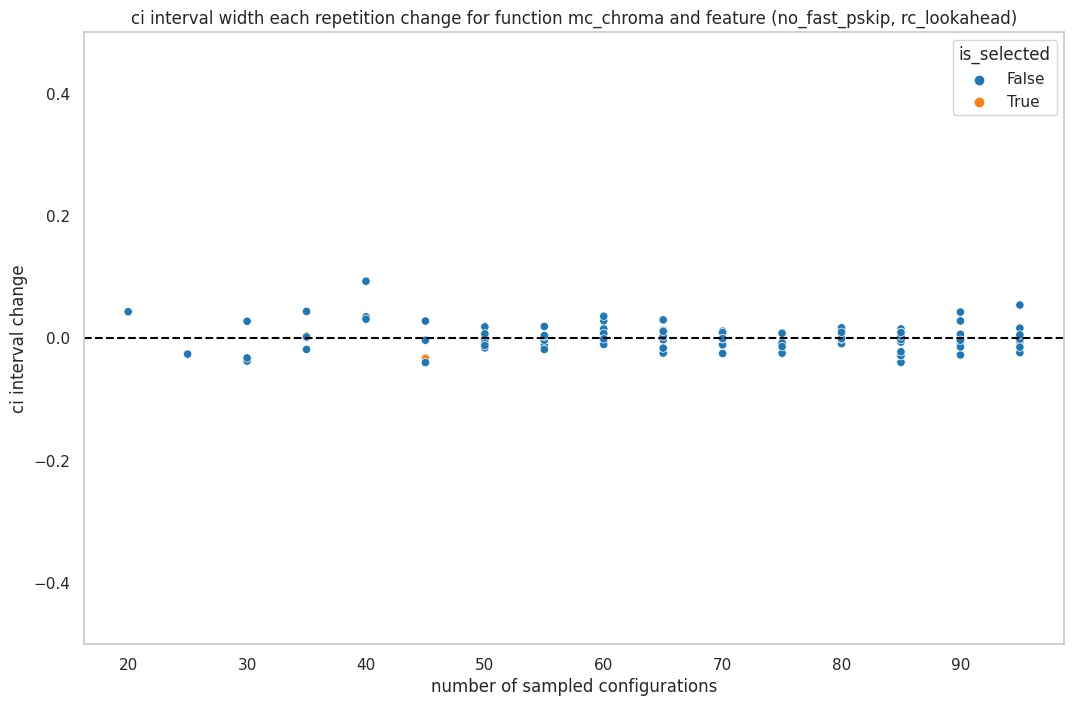 ci interval width each repetition change for function mc_chroma and feature (no_fast_pskip, rc_lookahead)
is_selected
False
True
0.4
0.2
0.0
−0.2
−0.4
ci interval change
20 30 40 50 60 70 80 90
number of sampled configurations